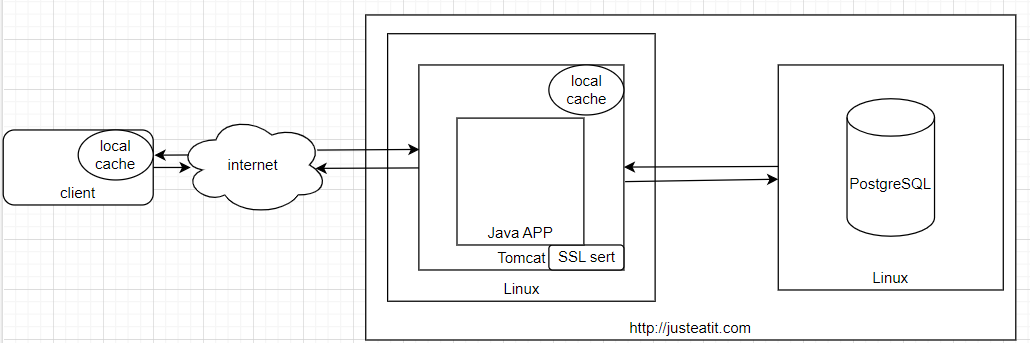 local
cache
client
internet
local
cache
Java APP
Tomcat
SSL sert
Linux
PostgreSQL
Linux
http://justeatit.com